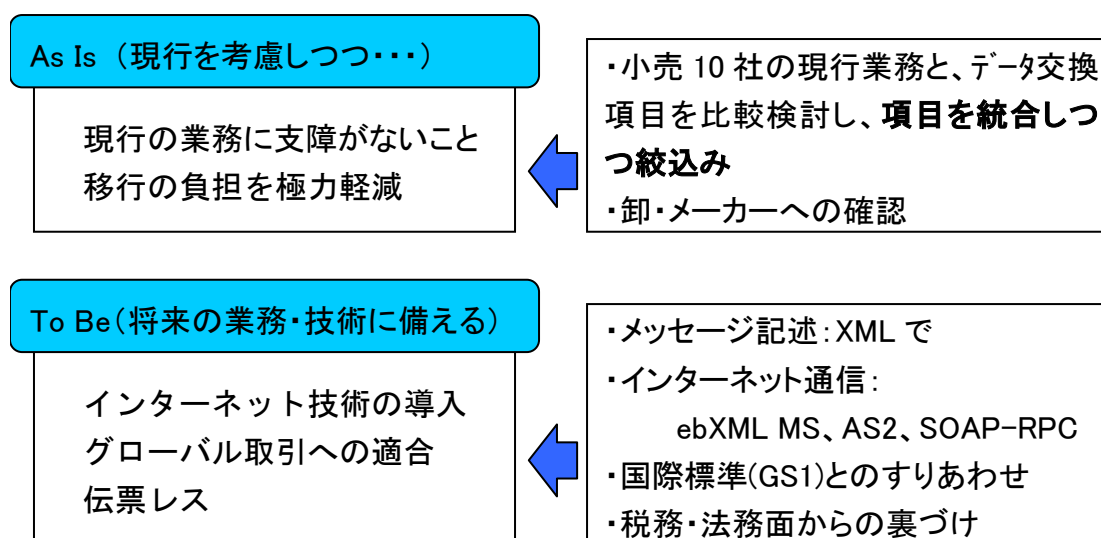 As Is （現行を考慮しつつ・・・）
現行の業務に支障がないこと
移行の負担を極力軽減
・小売 10 社の現行業務と、ﾃﾞｰﾀ交換
項目を比較検討し、項目を統合しつ
つ絞込み
・卸・メーカーへの確認
To Be（将来の業務・技術に備える）
インターネット技術の導入
グローバル取引への適合
伝票レス
・メッセージ記述：XML で
・インターネット通信：
ebXML MS、AS2、SOAP-RPC
・国際標準(GS1)とのすりあわせ
・税務・法務面からの裏づけ